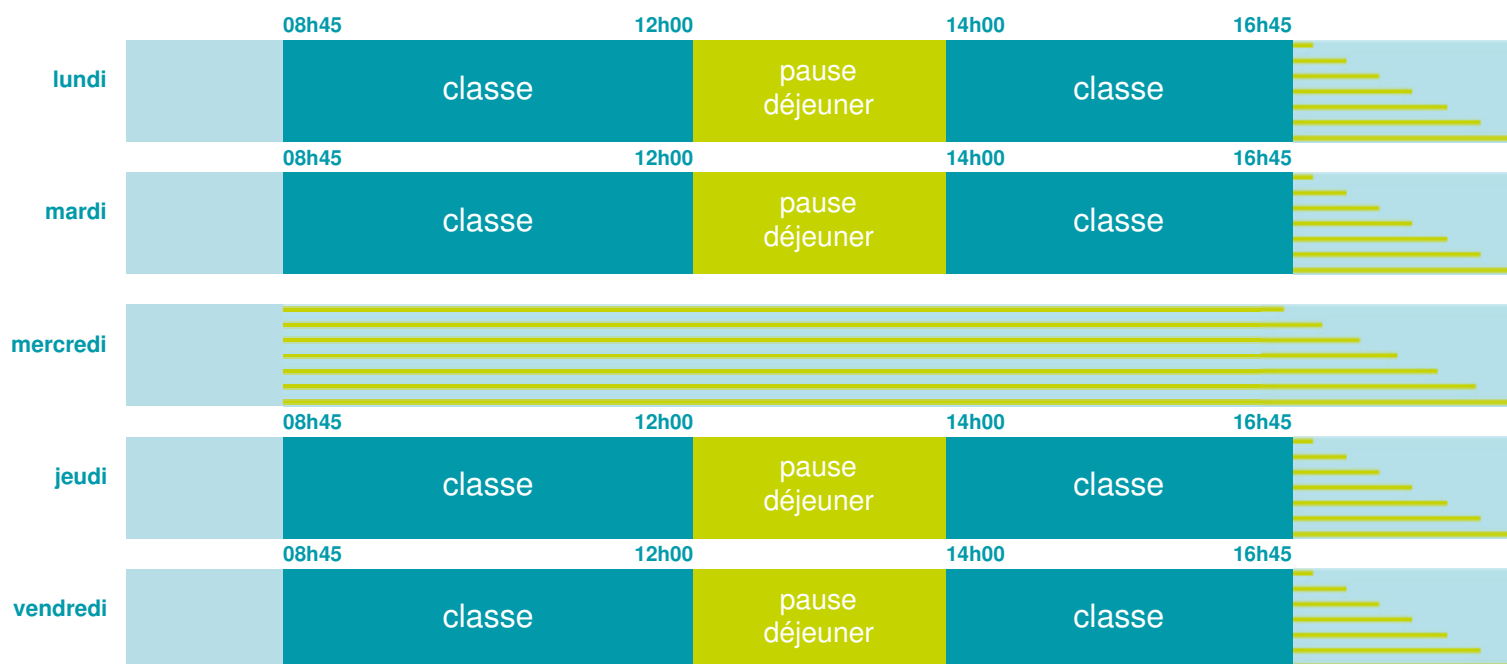 08h45 12h00 14h00 16h45
lundi classe pause déjeuner classe
08h45 12h00 14h00 16h45
mardi classe pause déjeuner classe
mercredi
08h45 12h00 14h00 16h45
jeudi classe pause déjeuner classe
08h45 12h00 14h00 16h45
vendredi classe pause déjeuner classe